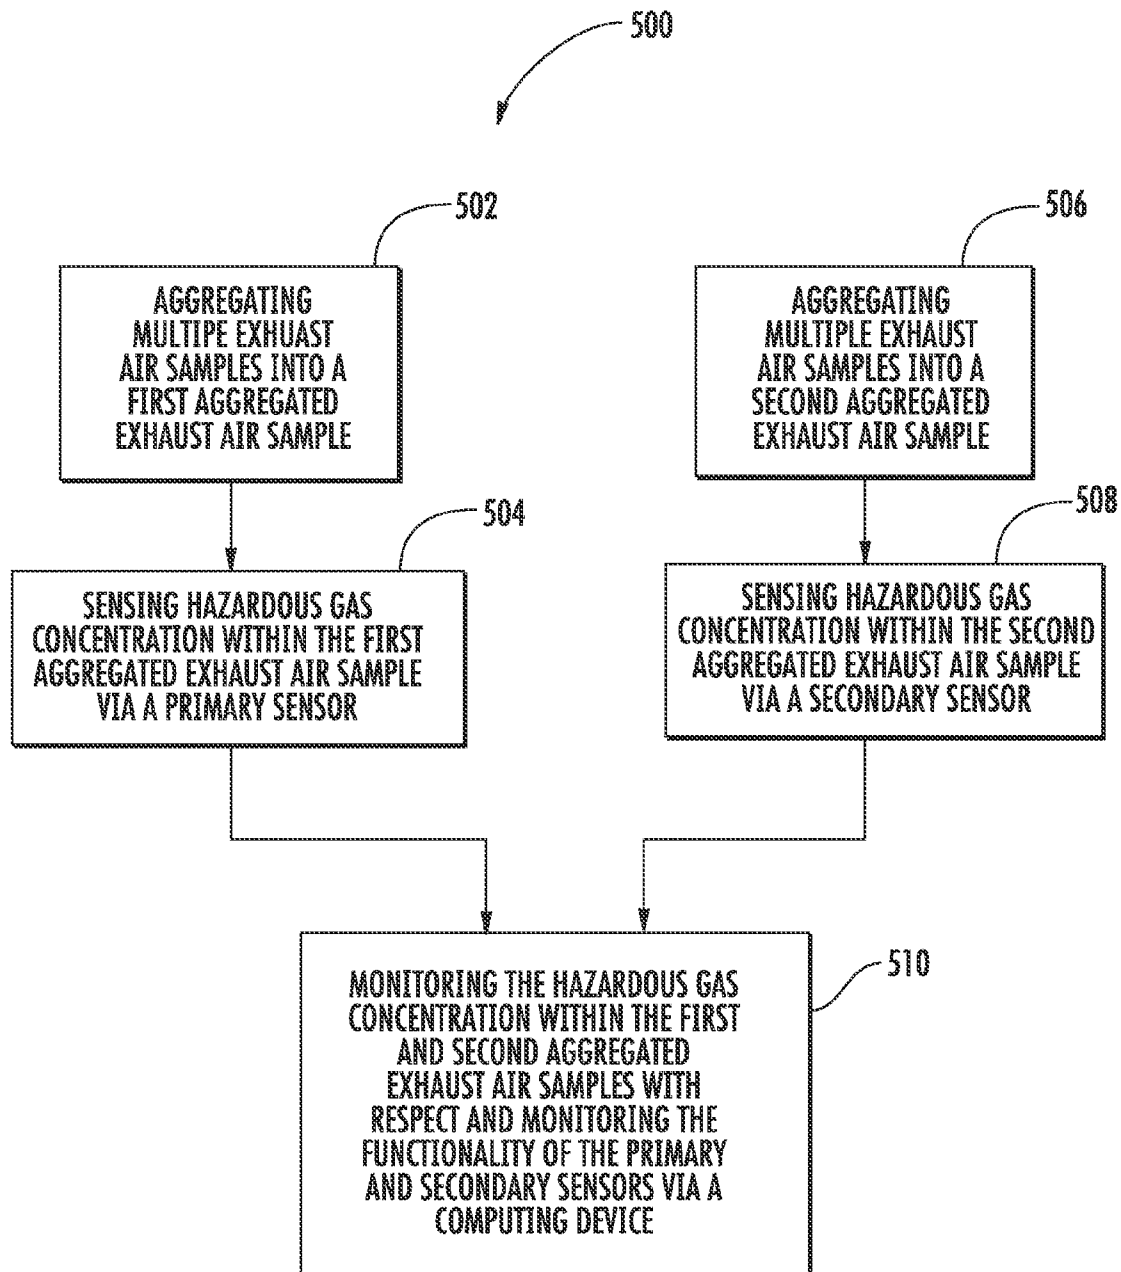 500
502
AGGREGATING
MULTIPE EXHUAST
AIR SAMPLES INTO A
FIRST AGGREGATED
EXHAUST AIR SAMPLE
506
AGGREGATING
MULTIPLE EXHAUST
AIR SAMPLES INTO A
SECOND AGGREGATED
EXHAUST AIR SAMPLE
504
SENSING HAZARDOUS GAS
CONCENTRATION WITHIN THE FIRST
AGGREGATED EXHAUST AIR SAMPLE
VIA A PRIMARY SENSOR
508
SENSING HAZARDOUS GAS
CONCENTRATION WITHIN THE SECOND
AGGREGATED EXHAUST AIR SAMPLE
VIA A SECONDARY SENSOR
510
MONITORING THE HAZARDOUS GAS
CONCENTRATION WITHIN THE FIRST
AND SECOND AGGREGATED
EXHAUST AIR SAMPLES WITH
RESPECT AND MONITORING THE
FUNCTIONALITY OF THE PRIMARY
AND SECONDARY SENSORS VIA A
COMPUTING DEVICE